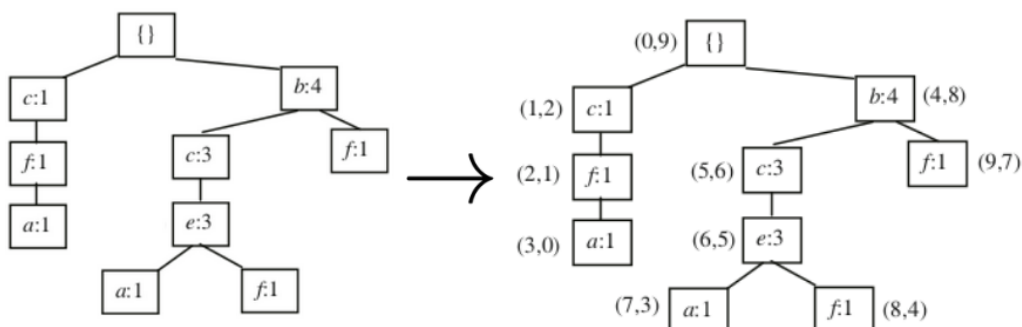 {}
c:1
b:4
f:1
c:3
f:1
a:1
e:3
a:1
f:1
(0,9) {}
(1,2) c:1
b:4 (4,8)
(2,1) f:1
(5,6) c:3
f:1 (9,7)
(3,0) a:1
(6,5) e:3
(7,3) a:1
f:1 (8,4)